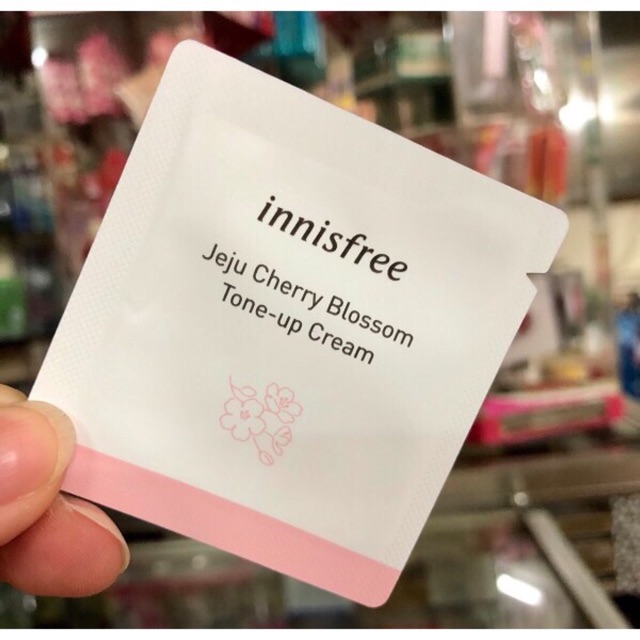 innisfree
Jeju Cherry Blossom
Tone-up Cream